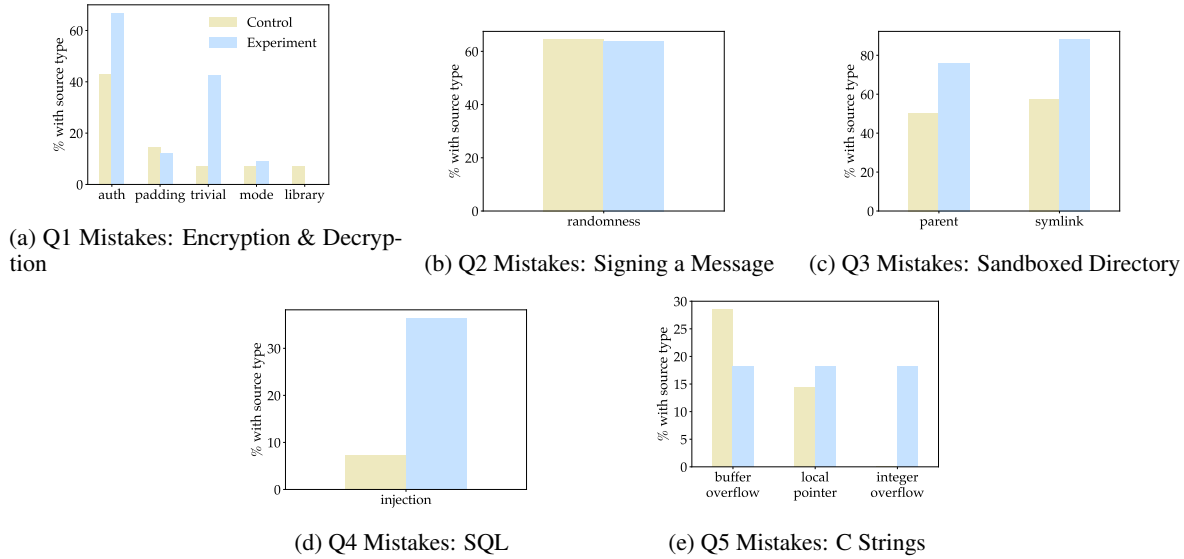 % with source type
60
40
20
0
Control
Experiment
auth padding trivial mode library
(a) Q1 Mistakes: Encryption & Decryp-
tion
% with source type
60
40
20
0
randomness
(b) Q2 Mistakes: Signing a Message
% with source type
80
60
40
20
0
parent symlink
(c) Q3 Mistakes: Sandboxed Directory
% with source type
30
20
10
0
injection
(d) Q4 Mistakes: SQL
% with source type
30
25
20
15
10
5
0
buffer local integer
overflow pointer overflow
(e) Q5 Mistakes: C Strings